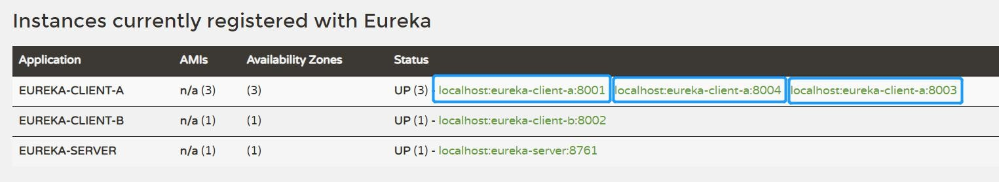 Instances currently registered with Eureka
Application AMIs Availability Zones Status
EUREKA-CLIENT-A n/a (3) (3) UP (3) - localhost:eureka-client-a:8001 localhost:eureka-client-a:8004 localhost:eureka-client-a:8003
EUREKA-CLIENT-B n/a (1) (1) UP (1) - localhost:eureka-client-b:8002
EUREKA-SERVER n/a (1) (1) UP (1) - localhost:eureka-server:8761